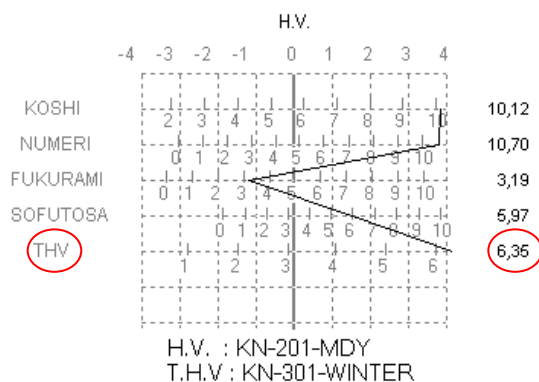 H.V.
-4 -3 -2 -1 0 1 2 3 4
KOSHI 2 3 4 5 6 7 8 9 10 10,12
NUMERI 0 1 2 3 4 5 6 7 8 9 10 10,70
FUKURAMI 0 1 2 3 4 5 6 7 8 9 10 3,19
SOFUTOSA 0 1 2 3 4 5 6 7 8 9 10 5,97
THV 1 2 3 4 5 6 6,35
H.V. : KN-201-MDY
T.H.V : KN-301-WINTER